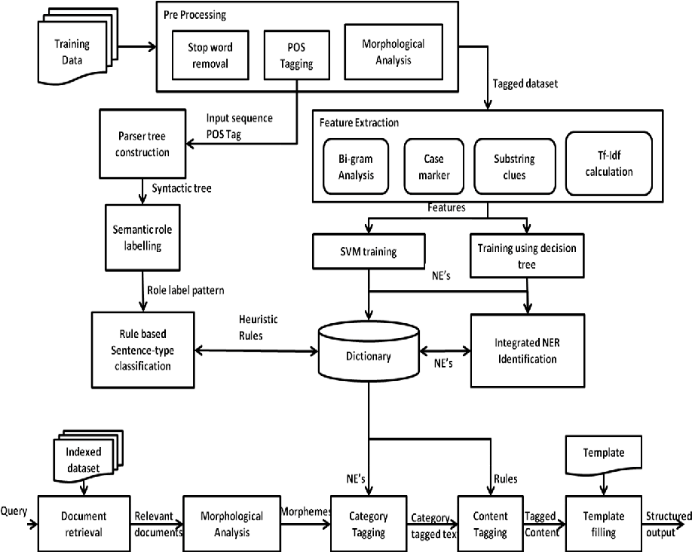 Pre Processing
Training
Data
Stop word
removal
POS
Tagging
Morphological
Analysis
Tagged dataset
Input sequence
POS Tag
Parser tree
construction
Feature Extraction
Bi-gram
Analysis
Case
marker
Substring
clues
Tf-Idf
calculation
Syntactic tree
Features
Semantic role
labelling
SVM training
Training using decision
tree
NE's
Role label pattern
Rule based
Sentence-type
classification
Heuristic
Rules
Dictionary
NE's
Integrated NER
Identification
Indexed
dataset
Template
NE's
Rules
Query
Document
retrieval
Relevant
documents
Morphological
Analysis
Morphemes
Category
Tagging
Category
tagged tex
Content
Tagging
Tagged
Content
Template
filling
Structured
output